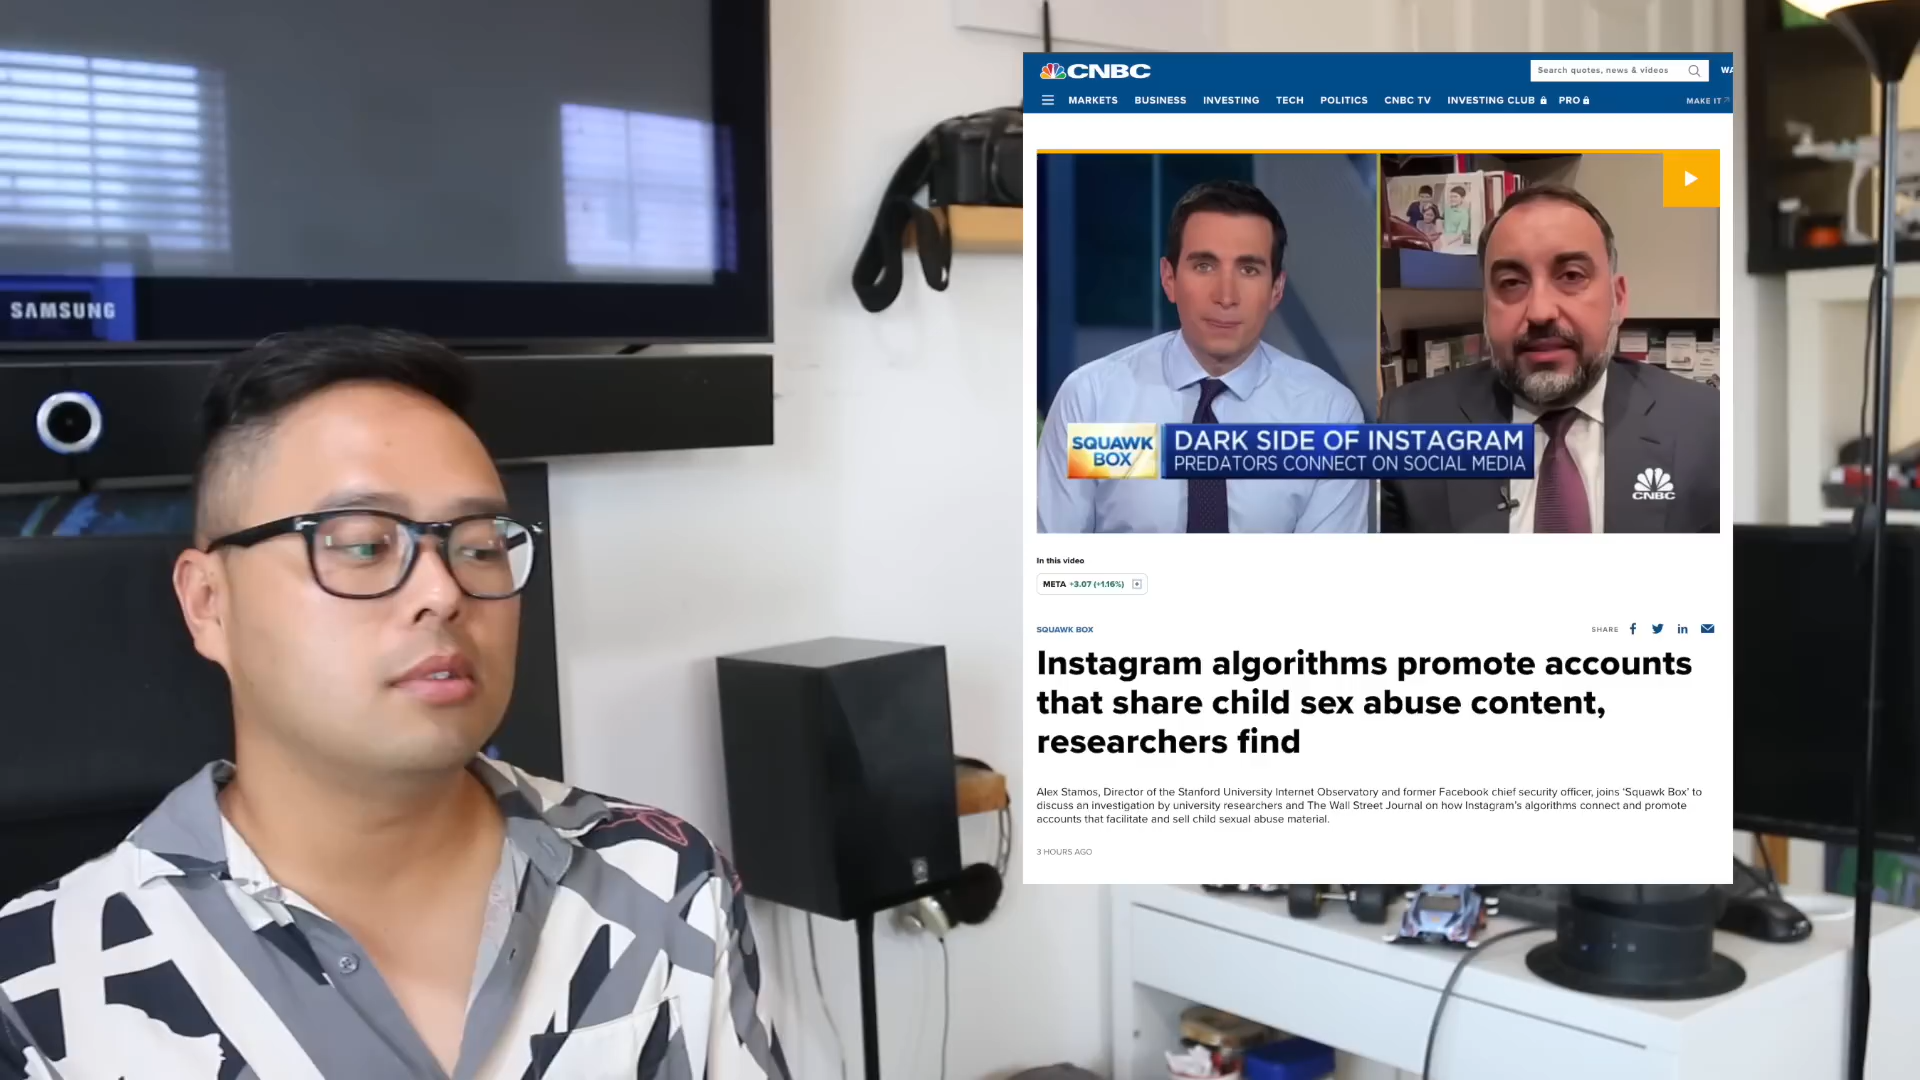 SAMSUNG
CNBC
Search quotes, news & videos
WA
MARKETS BUSINESS INVESTING TECH POLITICS CNBC TV INVESTING CLUB PRO
MAKE IT
SQUAWK BOX
DARK SIDE OF INSTAGRAM
PREDATORS CONNECT ON SOCIAL MEDIA
CNBC
In this video
META +3.07 (+1.16%)
SQUAWK BOX
SHARE
Instagram algorithms promote accounts
that share child sex abuse content,
researchers find
Alex Stamos, Director of the Stanford University Internet Observatory and former Facebook chief security officer, joins ‘Squawk Box’ to
discuss an investigation by university researchers and The Wall Street Journal on how Instagram’s algorithms connect and promote
accounts that facilitate and sell child sexual abuse material.
3 HOURS AGO